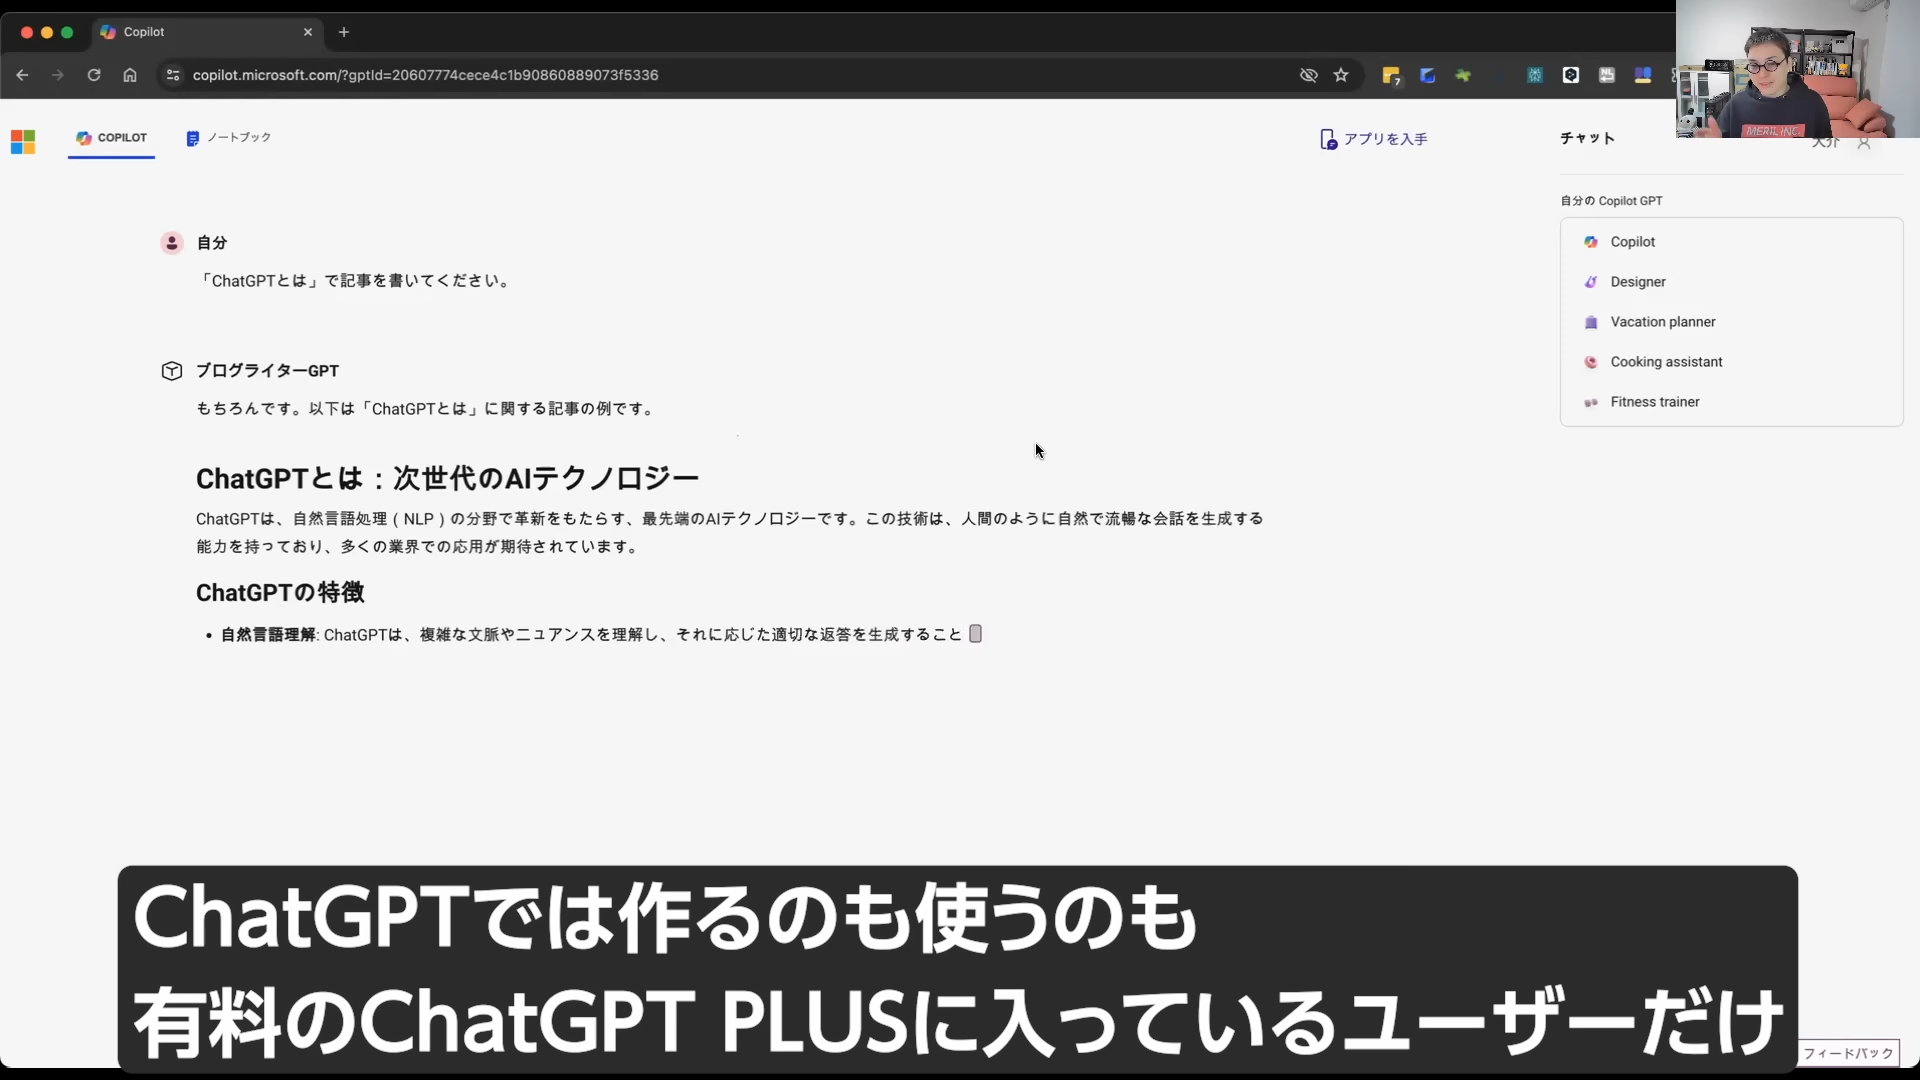 Copilot
copilot.microsoft.com/?gptId=20607774cece4c1b90860889073f5336
7
COPILOT
ノートブック
アプリを入手
チャット
大介
MERIL INC.
自分の Copilot GPT
Copilot
Designer
Vacation planner
Cooking assistant
Fitness trainer
自分
「ChatGPTとは」で記事を書いてください。
ブログライターGPT
もちろんです。以下は「ChatGPTとは」に関する記事の例です。
ChatGPTとは：次世代のAIテクノロジー
ChatGPTは、自然言語処理（NLP）の分野で革新をもたらす、最先端のAIテクノロジーです。この技術は、人間のように自然で流暢な会話を生成する
能力を持っており、多くの業界での応用が期待されています。
ChatGPTの特徴
• 自然言語理解: ChatGPTは、複雑な文脈やニュアンスを理解し、それに応じた適切な返答を生成すること
ChatGPTでは作るのも使うのも
有料のChatGPT PLUSに入っているユーザーだけ
フィードバック